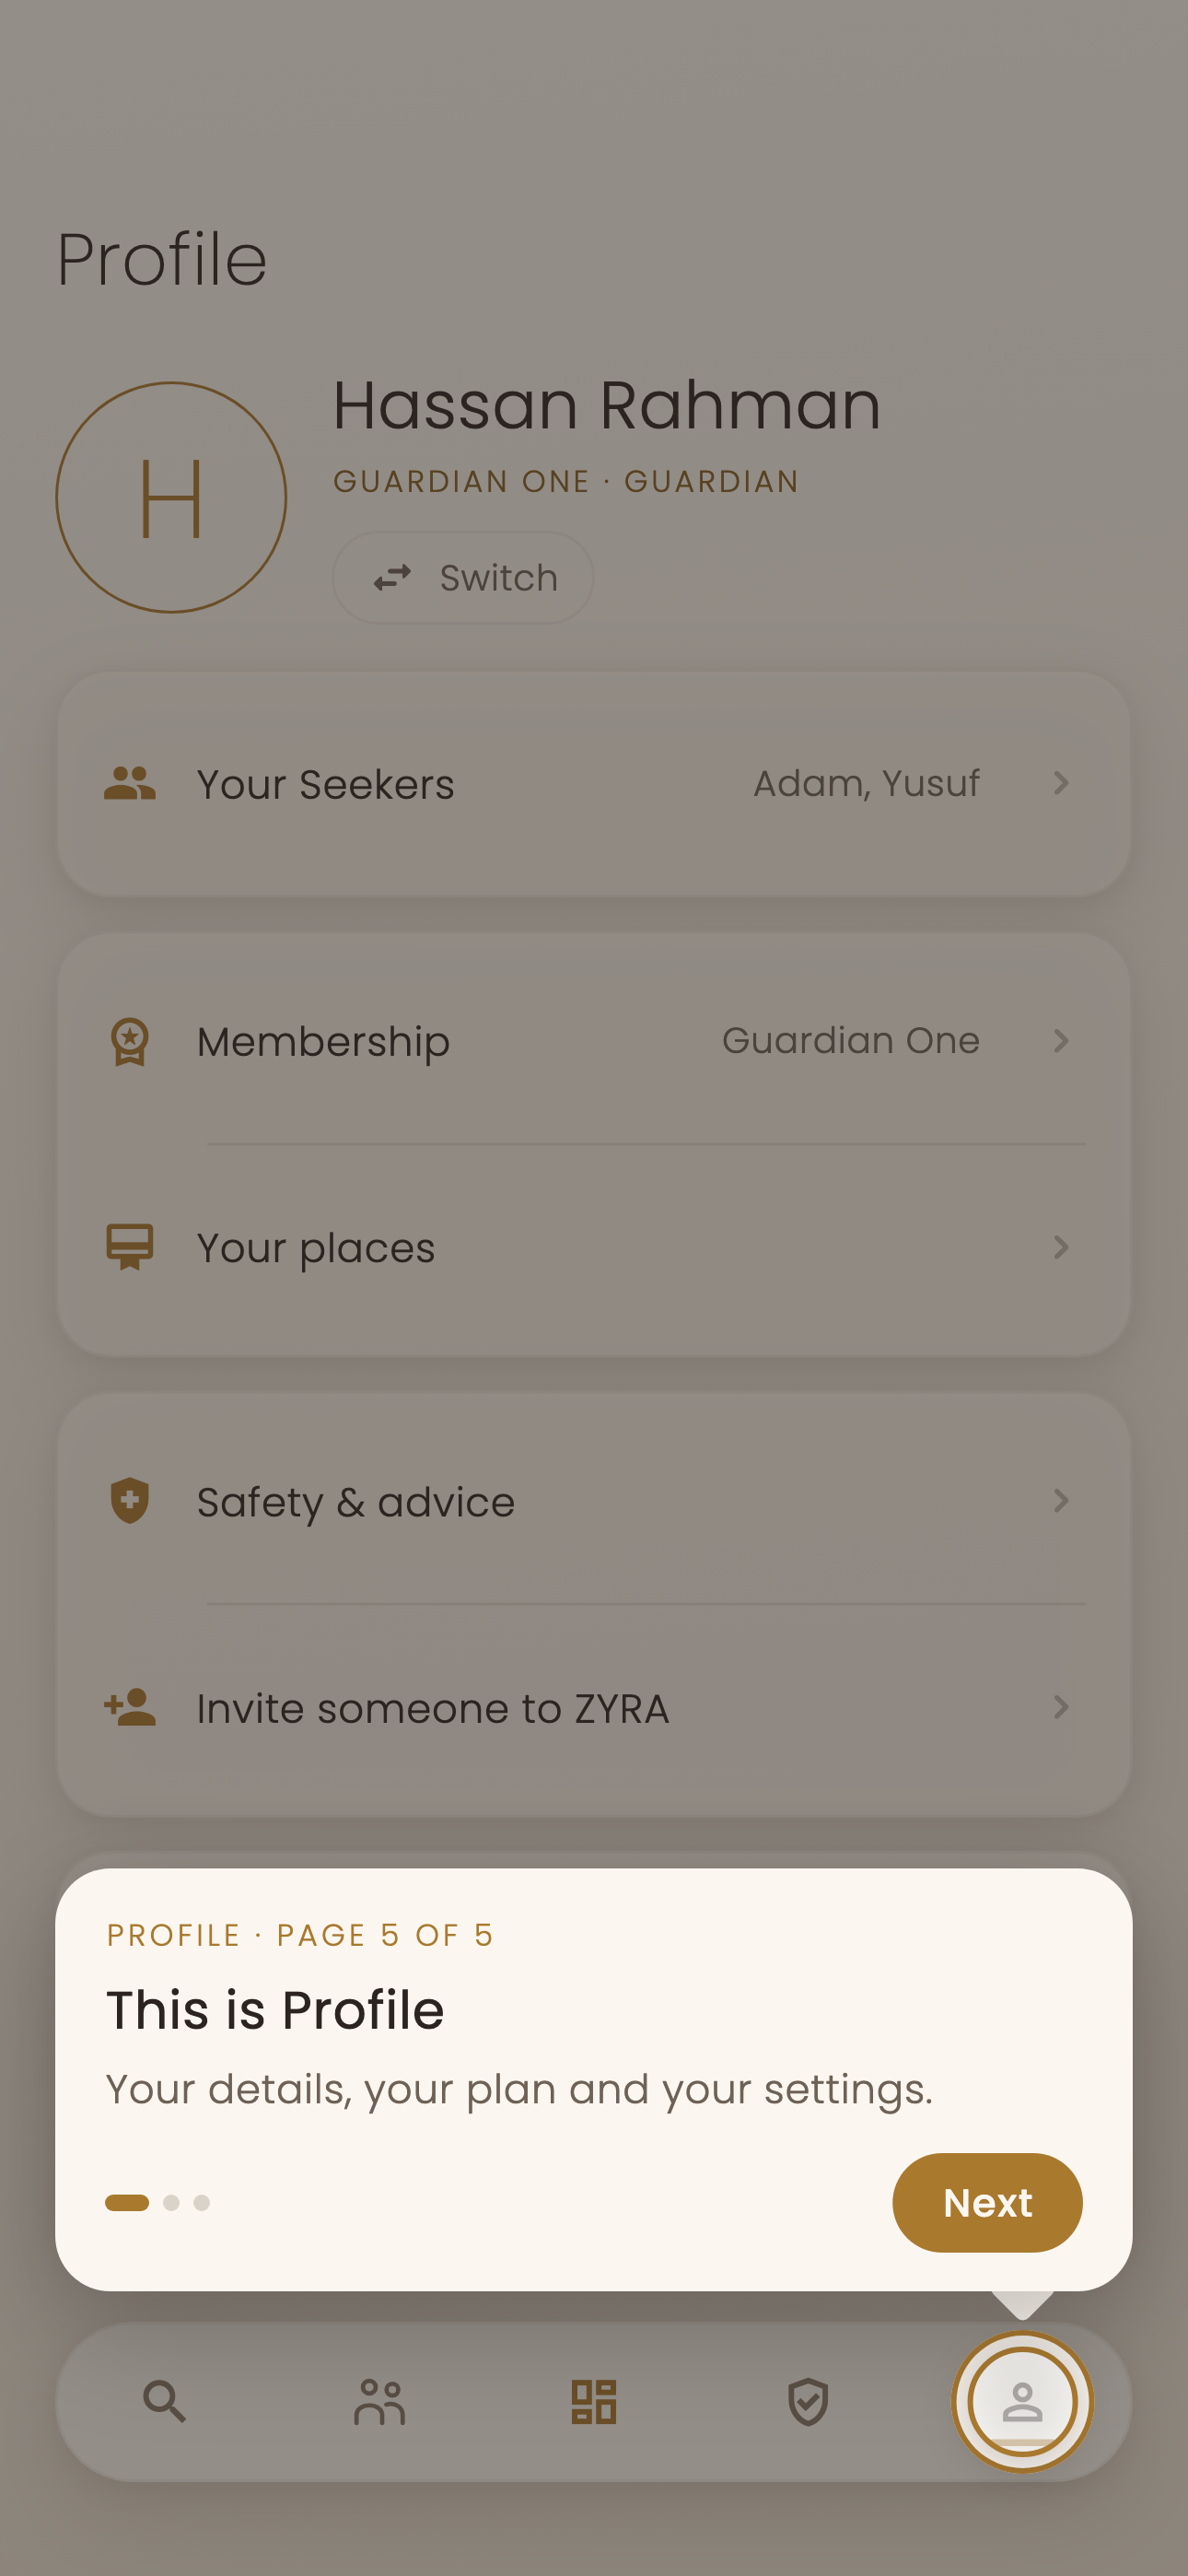 Profile
H
Hassan Rahman
GUARDIAN ONE · GUARDIAN
Switch
Your Seekers Adam, Yusuf
Membership Guardian One
Your places
Safety & advice
Invite someone to ZYRA
PROFILE · PAGE 5 OF 5
This is Profile
Your details, your plan and your settings.
Next